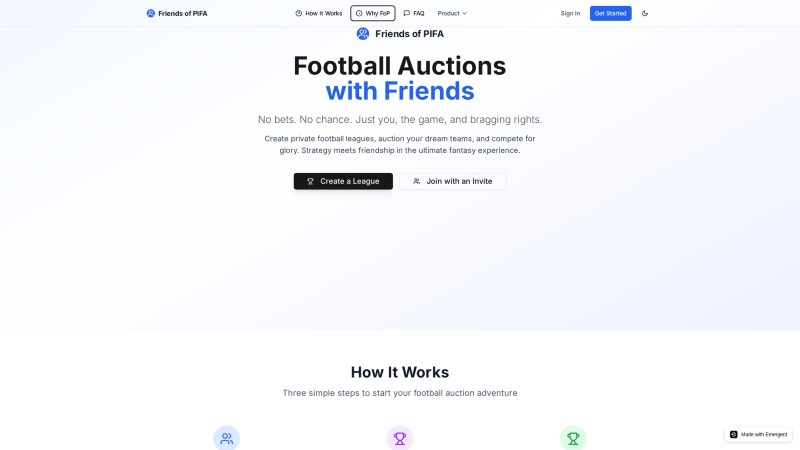 Friends of PIFA
How It Works
Why FoP
FAQ
Product
Sign In
Get Started
Friends of PIFA
Football Auctions
with Friends
No bets. No chance. Just you, the game, and bragging rights.
Create private football leagues, auction your dream teams, and compete for
glory. Strategy meets friendship in the ultimate fantasy experience.
Create a League
Join with an Invite
How It Works
Three simple steps to start your football auction adventure
Made with Emergent